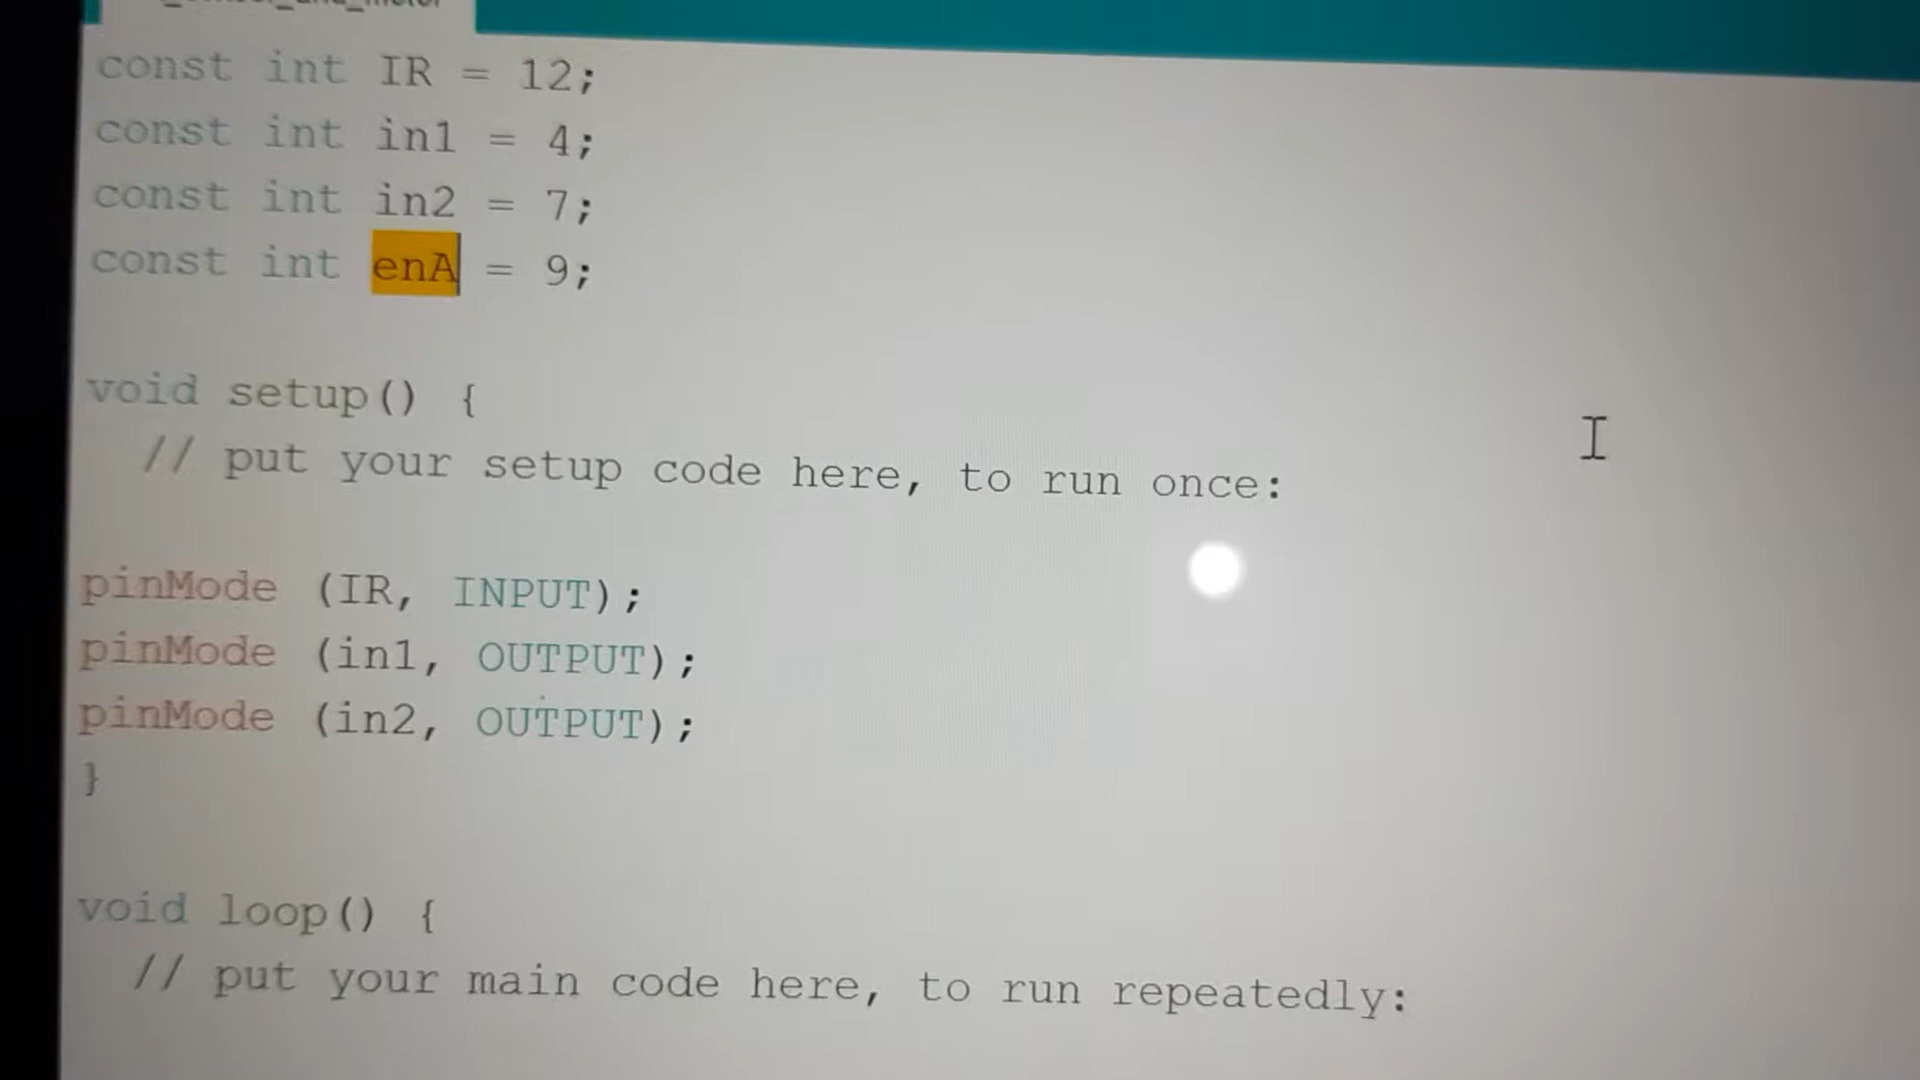 const int IR = 12;
const int in1 = 4;
const int in2 = 7;
const int enA = 9;
void setup() {
// put your setup code here, to run once:
pinMode (IR, INPUT);
pinMode (in1, OUTPUT);
pinMode (in2, OUTPUT);
}
void loop() {
// put your main code here, to run repeatedly: